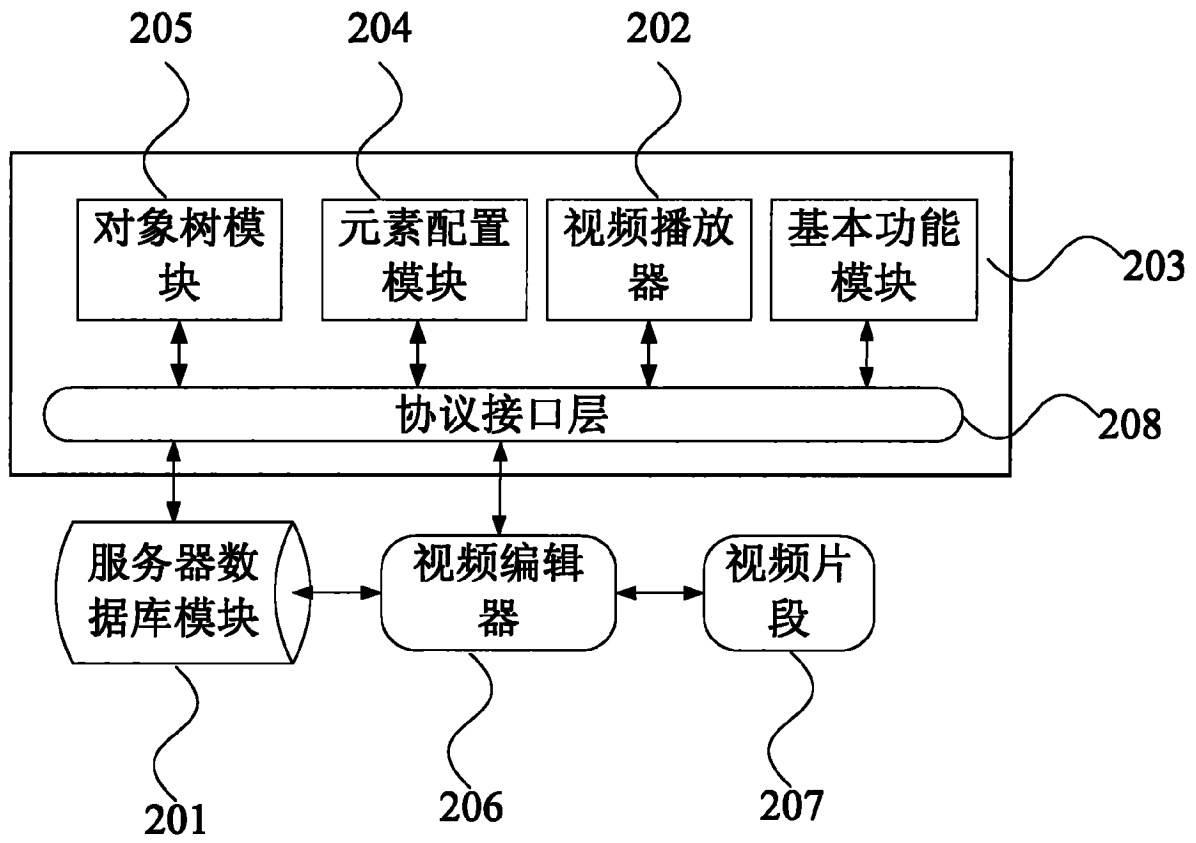 205
204
202
对象树模
块
元素配置
模块
视频播放
器
基本功能
模块
203
协议接口层
208
服务器数
据库模块
视频编辑
器
视频片
段
201
206
207